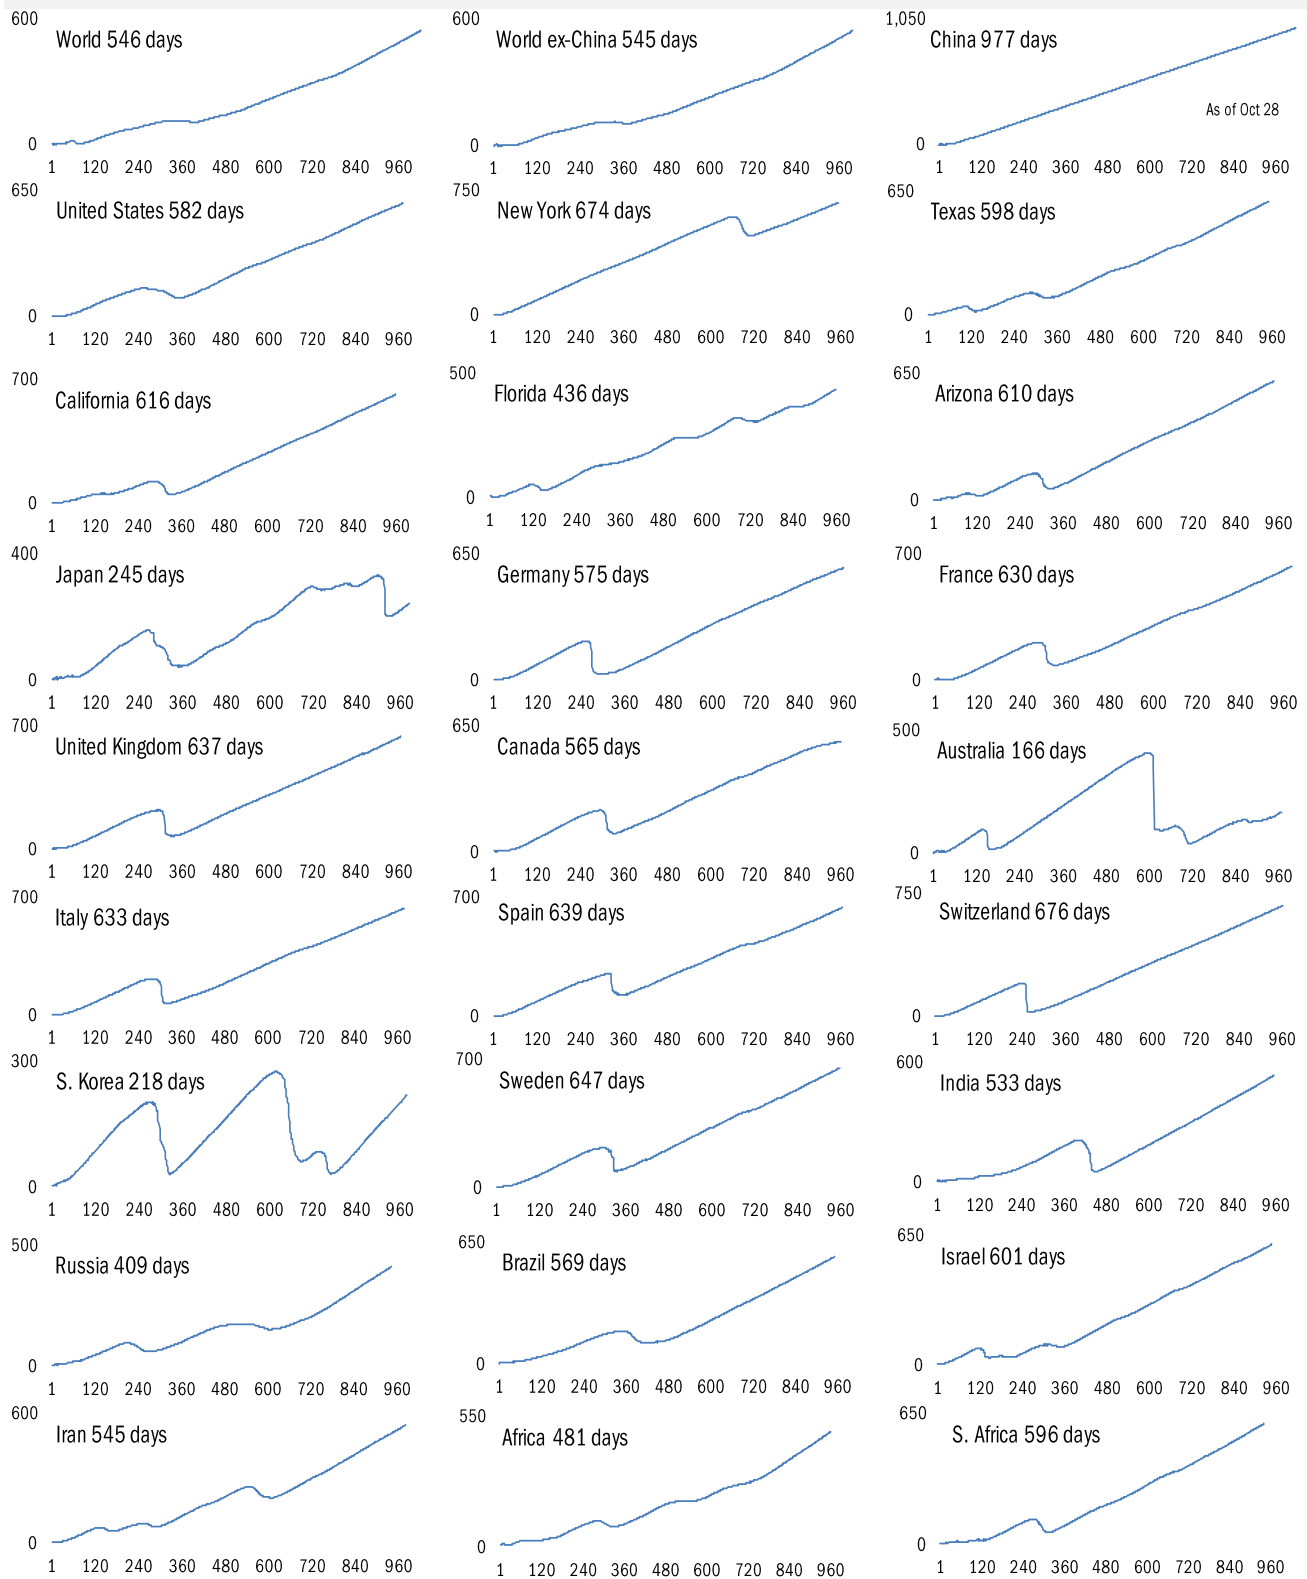 600 600 1,050
World 546 days World ex-China 545 days China 977 days
As of Oct 28
0 0 0
1 120 240 360 480 600 720 840 960 1 120 240 360 480 600 720 840 960 1 120 240 360 480 600 720 840 960
650 750 650
United States 582 days New York 674 days Texas 598 days
0 0 0
1 120 240 360 480 600 720 840 960 1 120 240 360 480 600 720 840 960 1 120 240 360 480 600 720 840 960
700 500 650
California 616 days Florida 436 days Arizona 610 days
0 0 0
1 120 240 360 480 600 720 840 960 1 120 240 360 480 600 720 840 960 1 120 240 360 480 600 720 840 960
400 650 700
Japan 245 days Germany 575 days France 630 days
0 0 0
1 120 240 360 480 600 720 840 960 1 120 240 360 480 600 720 840 960 1 120 240 360 480 600 720 840 960
700 650 500
United Kingdom 637 days Canada 565 days Australia 166 days
0 0 0
1 120 240 360 480 600 720 840 960 1 120 240 360 480 600 720 840 960 1 120 240 360 480 600 720 840 960
700 700 750
Italy 633 days Spain 639 days Switzerland 676 days
0 0 0
1 120 240 360 480 600 720 840 960 1 120 240 360 480 600 720 840 960 1 120 240 360 480 600 720 840 960
300 700 600
S. Korea 218 days Sweden 647 days India 533 days
0 0 0
1 120 240 360 480 600 720 840 960 1 120 240 360 480 600 720 840 960 1 120 240 360 480 600 720 840 960
500 650 650
Russia 409 days Brazil 569 days Israel 601 days
0 0 0
1 120 240 360 480 600 720 840 960 1 120 240 360 480 600 720 840 960 1 120 240 360 480 600 720 840 960
600 550 650
Iran 545 days Africa 481 days S. Africa 596 days
0 0 0
1 120 240 360 480 600 720 840 960 1 120 240 360 480 600 720 840 960 1 120 240 360 480 600 720 840 960